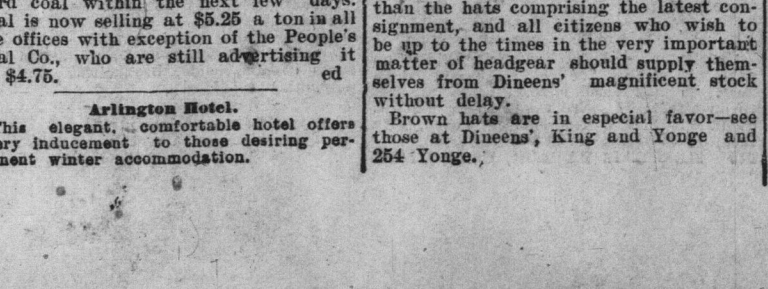 coal within the next few days.
al is now selling at $5.25 a ton in all
offices with exception of the People's
al Co., who are still advertising it
$4.75. ed
Arlington Hotel.
This elegant, comfortable hotel offers
ry inducement to those desiring per-
nent winter accommodation.
than the hats comprising the latest con-
signment, and all citizens who wish to
be up to the times in the very important
matter of headgear should supply them-
selves from Dineens' magnificent stock
without delay.
Brown hats are in especial favor—see
those at Dineens', King and Yonge and
254 Yonge.